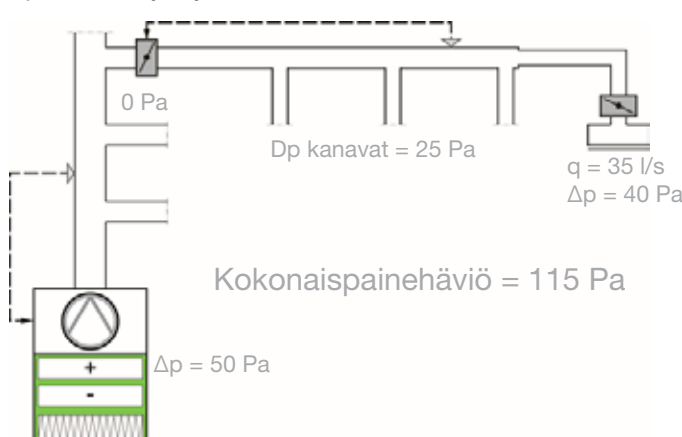 0 Pa
Dp kanavat = 25 Pa
q = 35 l/s
Δp = 40 Pa
Kokonaispainehäviö = 115 Pa
Δp = 50 Pa
+
-